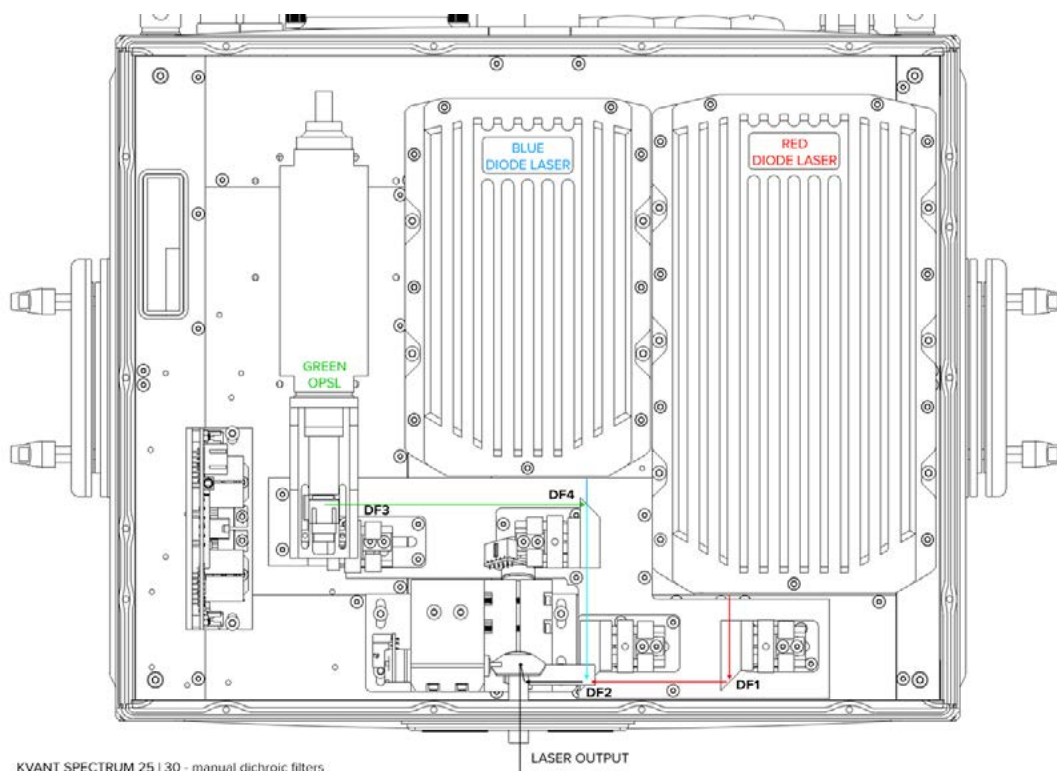 BLUE
DIODE LASER
RED
DIODE LASER
GREEN
OPSL
DF4
DF3
DF1
DF2
LASER OUTPUT
KVANT SPECTRUM 25 | 30 - manual dichroic filters